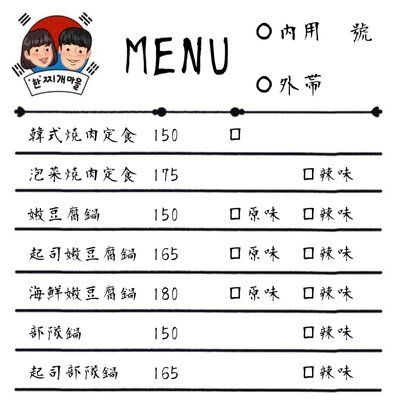 한찌개마을
MENU
○內用 號
○外帶
韓式燒肉定食 150 □
泡菜燒肉定食 175 □辣味
嫩豆腐鍋 150 □原味 □辣味
起司嫩豆腐鍋 165 □原味 □辣味
海鮮嫩豆腐鍋 180 □原味 □辣味
部隊鍋 150 □辣味
起司部隊鍋 165 □辣味